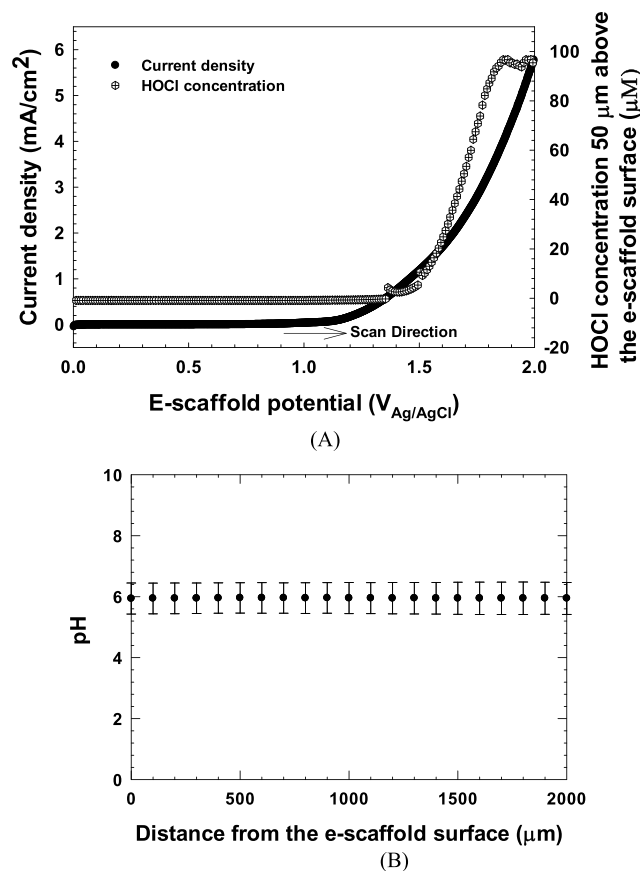 Current density
HOCl concentration
Scan Direction
Current density (mA/cm2)
6
5
4
3
2
1
0
100
80
60
40
20
0
-20
HOCl concentration 50 μm above
the e-scaffold surface (μM)
0.0 0.5 1.0 1.5 2.0
E-scaffold potential (VAg/AgCl)
(A)
pH
10
8
6
4
2
0
0 500 1000 1500 2000
Distance from the e-scaffold surface (μm)
(B)